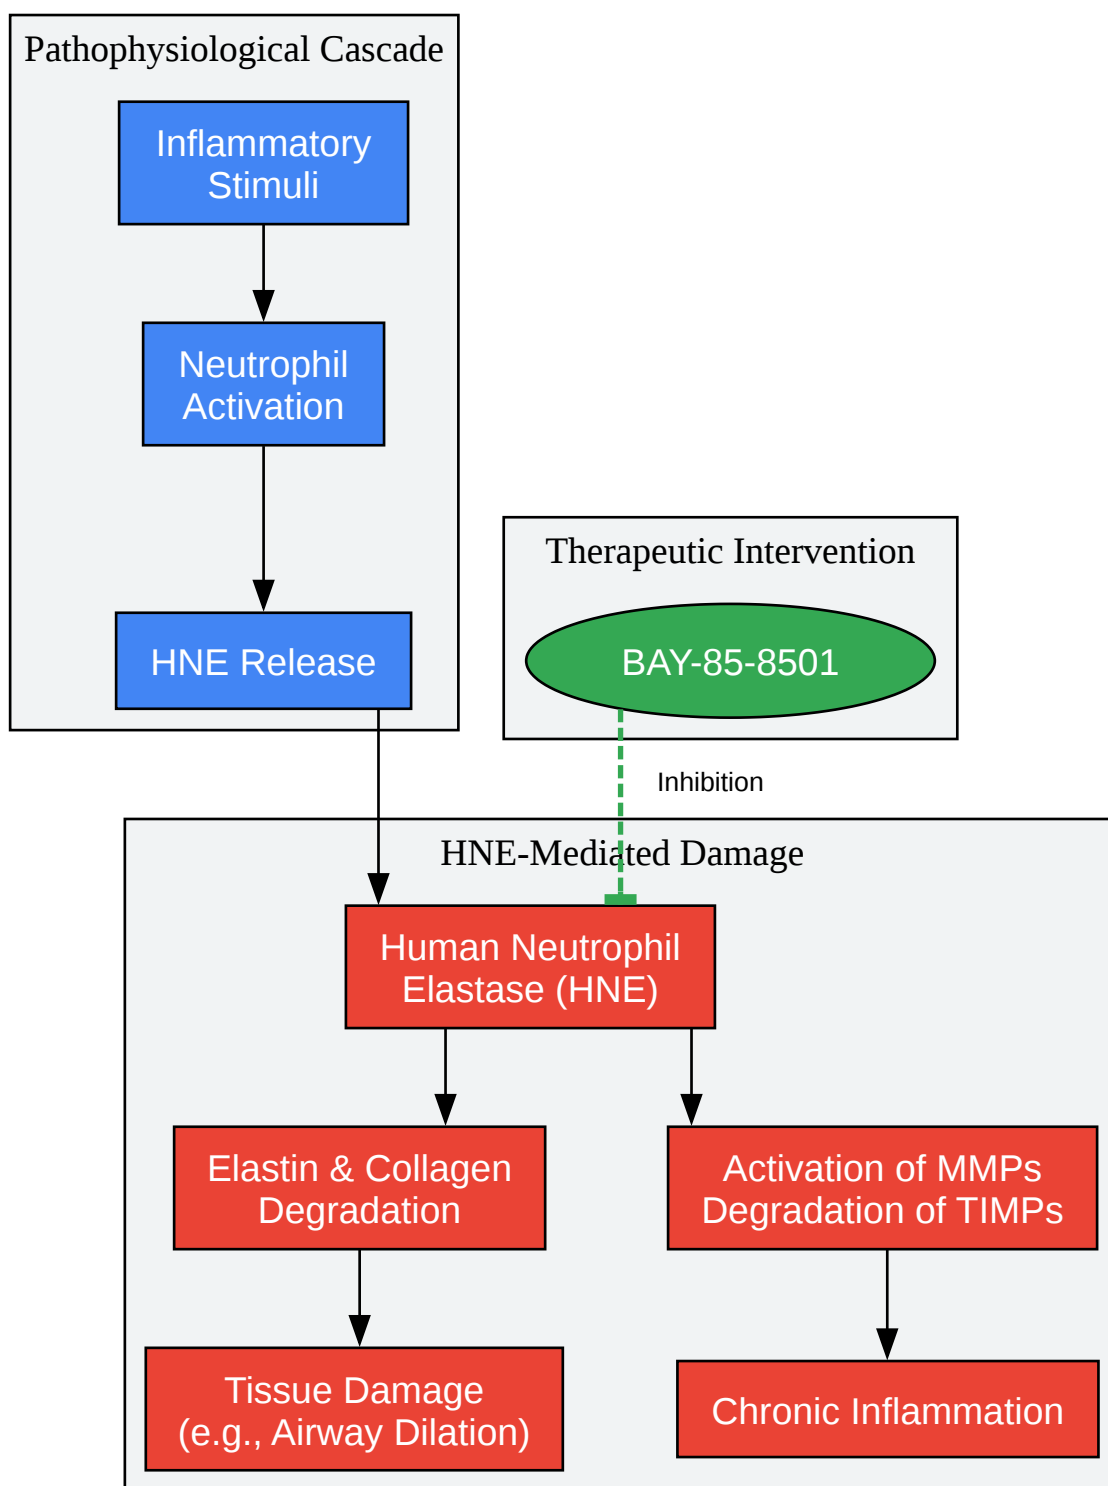 Pathophysiological Cascade
Inflammatory
Stimuli
Neutrophil
Activation
HNE Release
Therapeutic Intervention
BAY-85-8501
Inhibition
HNE-Mediated Damage
Human Neutrophil
Elastase (HNE)
Elastin & Collagen
Degradation
Activation of MMPs
Degradation of TIMPs
Tissue Damage
(e.g., Airway Dilation)
Chronic Inflammation